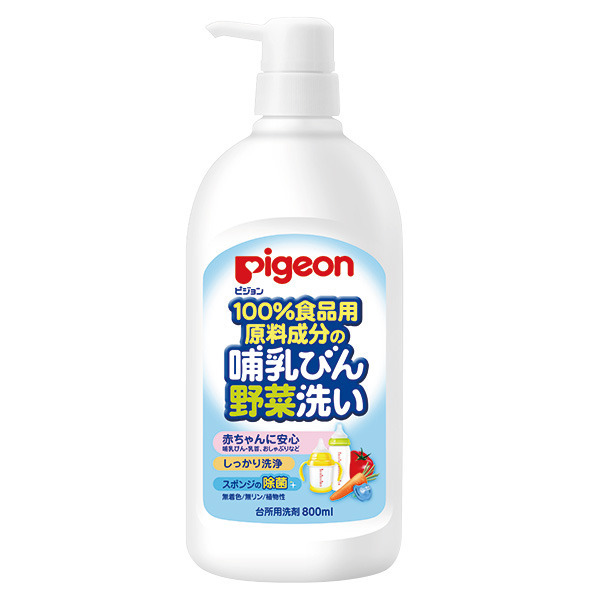 Pigeon
ピジョン
100%食品用
原料成分の
哺乳びん
野菜洗い
赤ちゃんに安心
哺乳びん・乳首、おしゃぶりなど
しっかり洗浄
スポンジの除菌＋
無着色/無リン/植物性
台所用洗剤 800ml